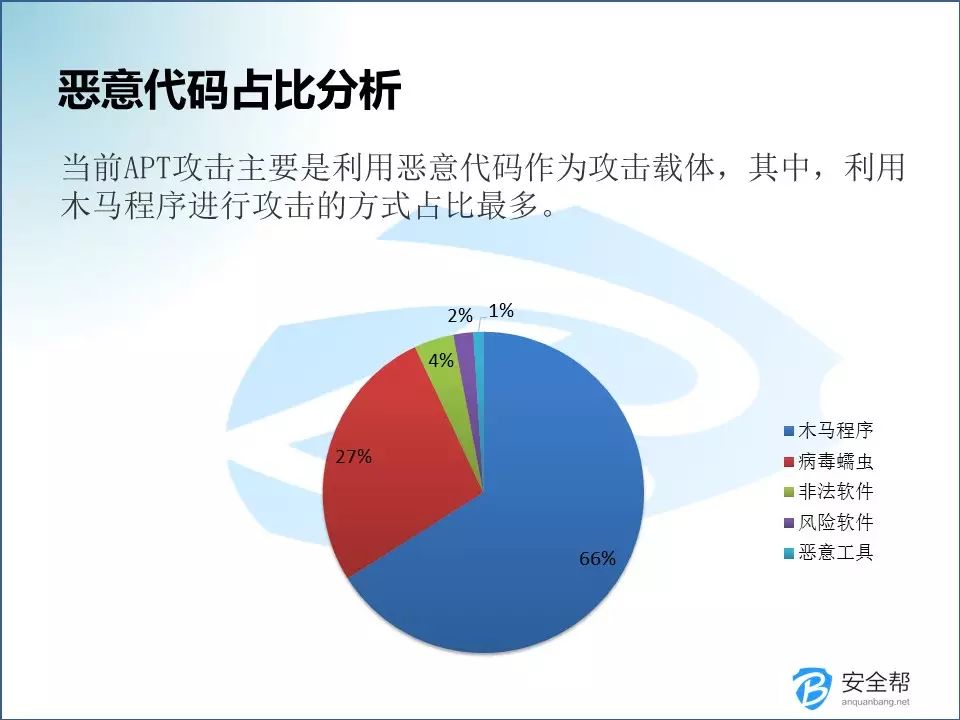 恶意代码占比分析
当前APT攻击主要是利用恶意代码作为攻击载体，其中，利用
木马程序进行攻击的方式占比最多。
2%
1%
4%
27%
66%
木马程序
病毒蠕虫
非法软件
风险软件
恶意工具
安全帮
anquanbang.net